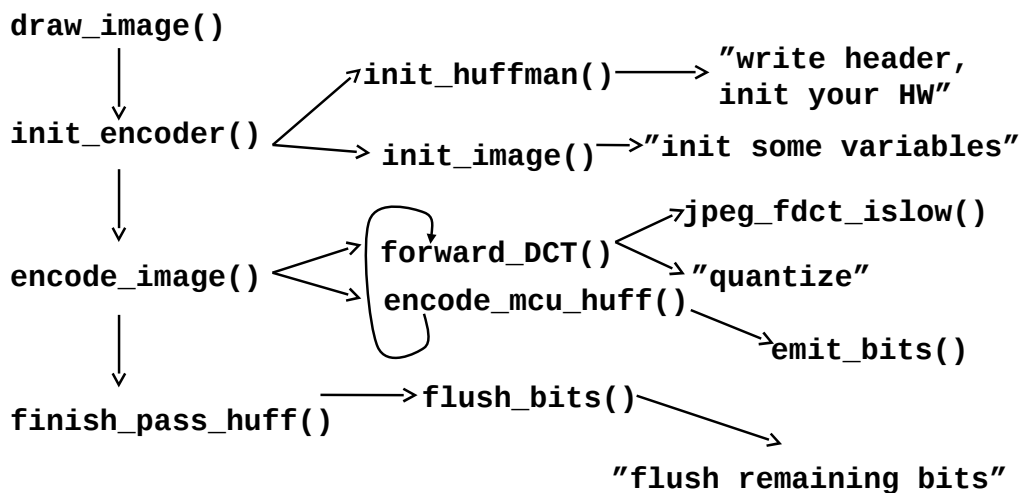 draw_image()
init_huffman()
”write header,
init your HW”
init_encoder()
init_image()
”init some variables”
jpeg_fdct_islow()
forward_DCT()
encode_image()
”quantize”
encode_mcu_huff()
emit_bits()
flush_bits()
finish_pass_huff()
”flush remaining bits”